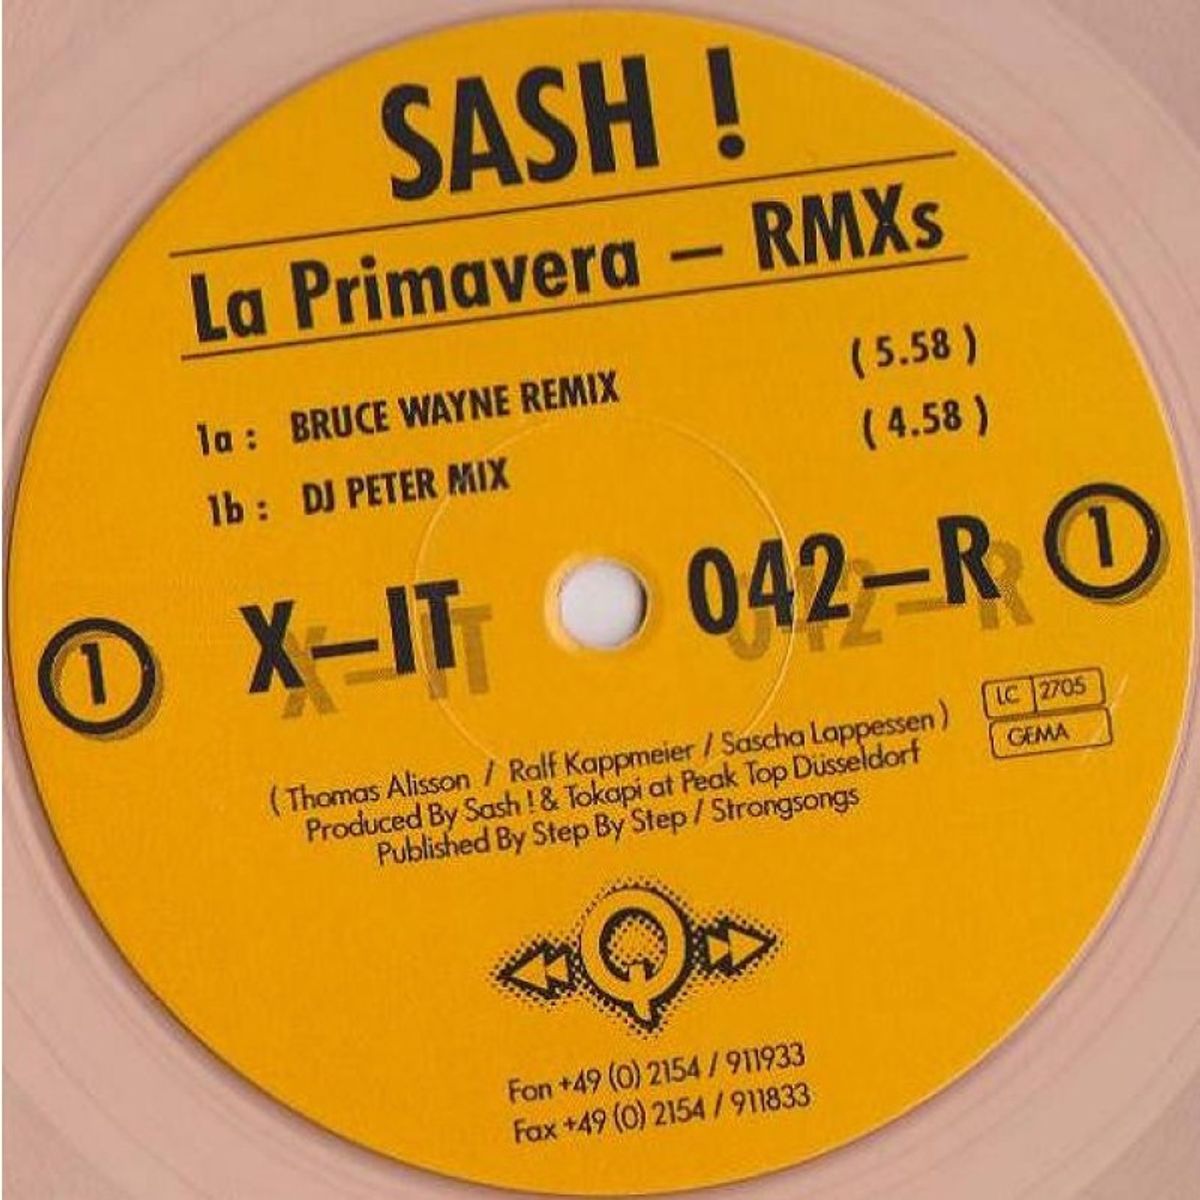 SASH !
La Primavera – RMXs
1a : BRUCE WAYNE REMIX ( 5.58 )
1b : DJ PETER MIX ( 4.58 )
1 X–IT 042–R 1
LC 2705
GEMA
( Thomas Alisson / Ralf Kappmeier / Sascha Lappessen )
Produced By Sash ! & Tokapi at Peak Top Düsseldorf
Published By Step By Step / Strongsongs
Q
Fon +49 (0) 2154 / 911933
Fax +49 (0) 2154 / 911833